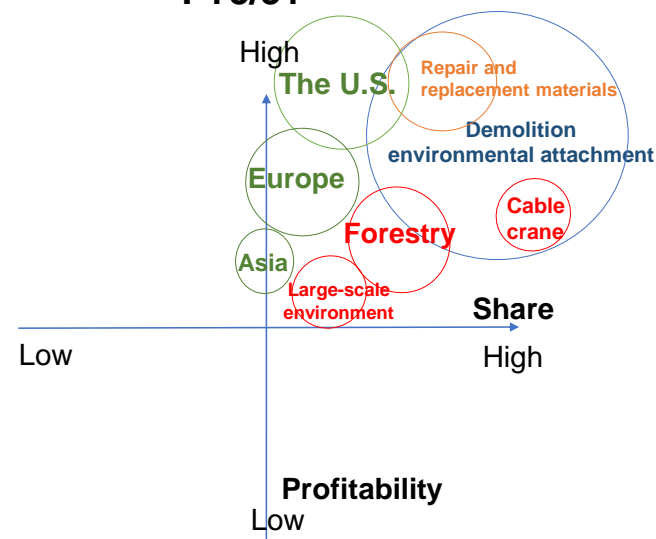 High
The U.S.
Repair and
replacement materials
Demolition
environmental attachment
Europe
Cable
crane
Forestry
Asia
Large-scale
environment
Share
Low
High
Profitability
Low